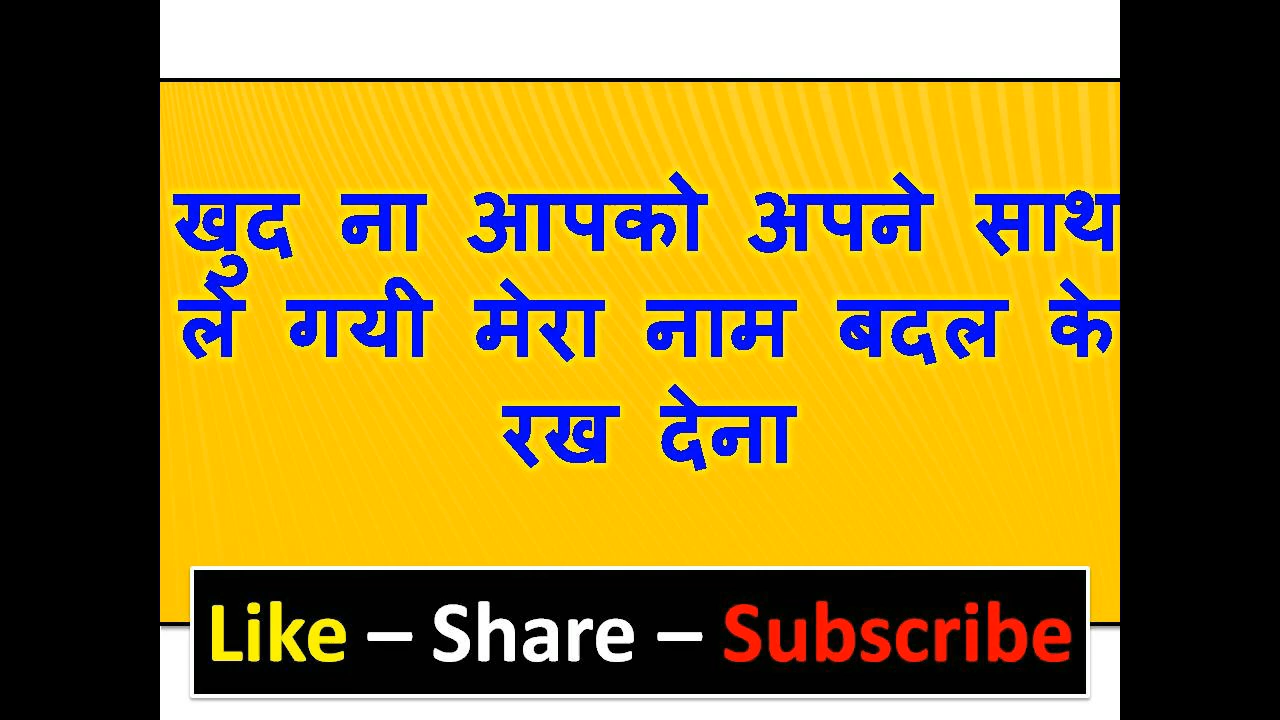 खुद ना आपको अपने साथ
ले गयी मेरा नाम बदल के
रख देना
Like – Share – Subscribe